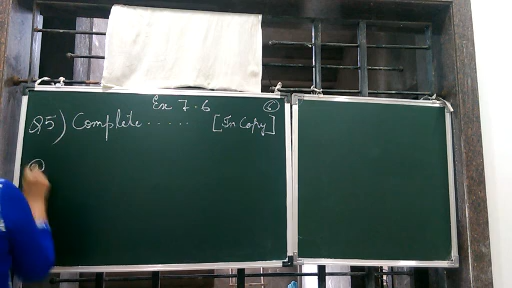 Ex 7.6 6
Q5) Complete ..... [In Copy]